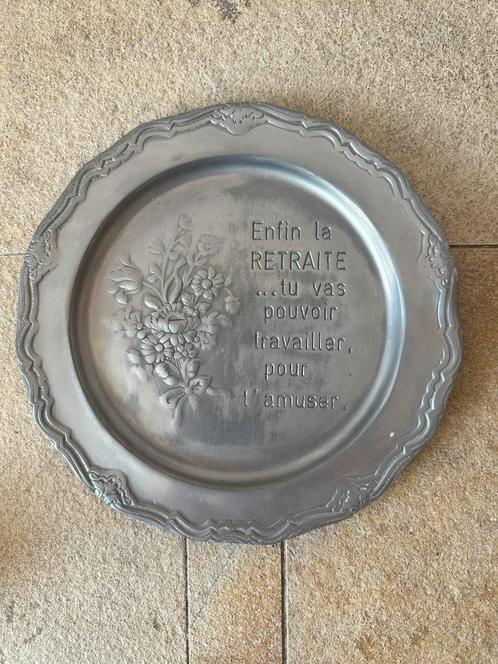 Enfin la
RETRAITE
...tu vas
pouvoir
travailler,
pour
t'amuser.